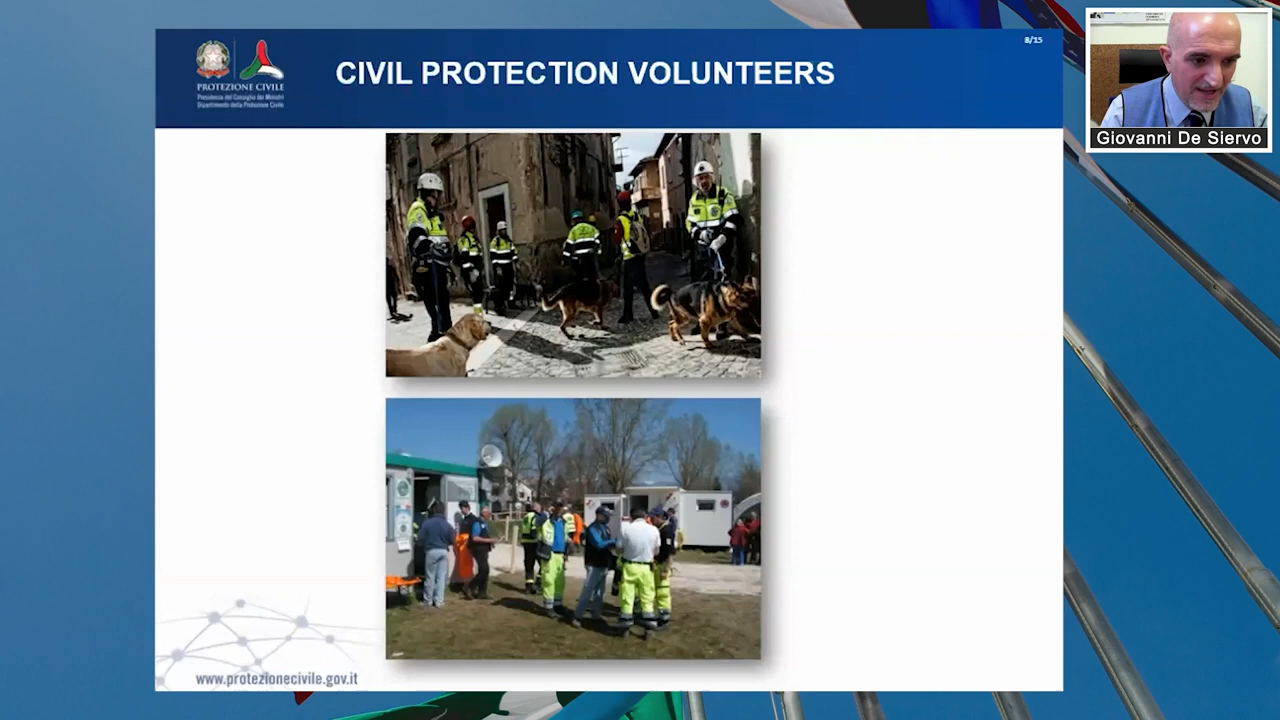 8/15
CIVIL PROTECTION VOLUNTEERS
PROTEZIONE CIVILE
Presidenza del Consiglio dei Ministri
Dipartimento della Protezione Civile
Giovanni De Siervo
www.protezionecivile.gov.it